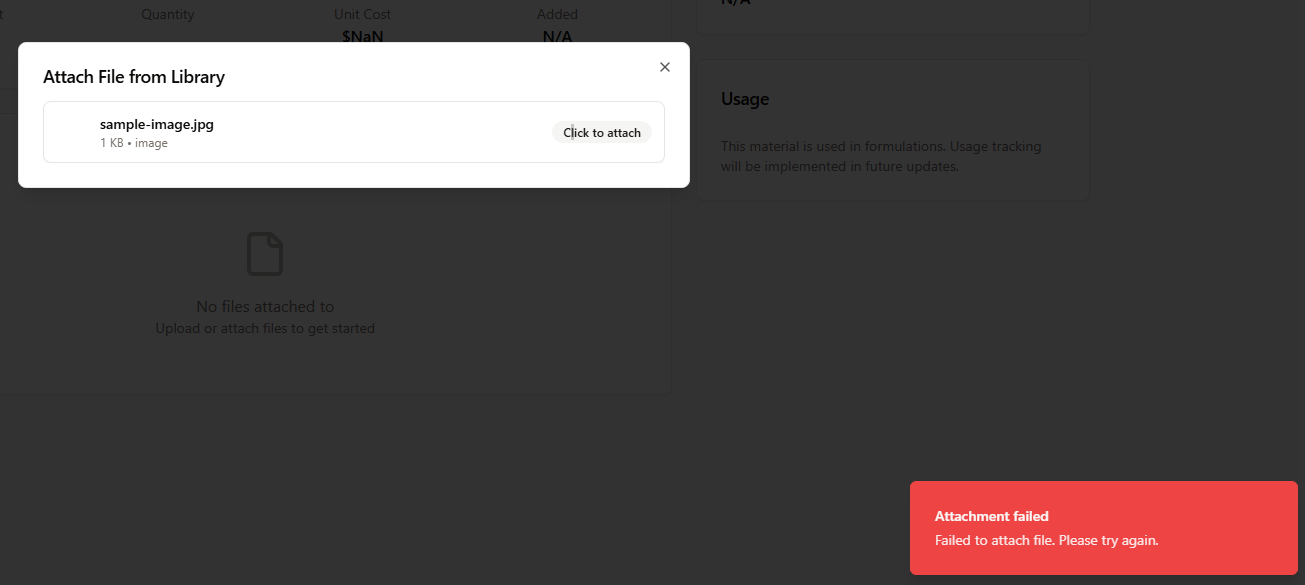 Quantity
Unit Cost
Added
N/A
$NaN
N/A
Attach File from Library
sample-image.jpg
1 KB • image
Click to attach
Usage
This material is used in formulations. Usage tracking
will be implemented in future updates.
No files attached to
Upload or attach files to get started
Attachment failed
Failed to attach file. Please try again.